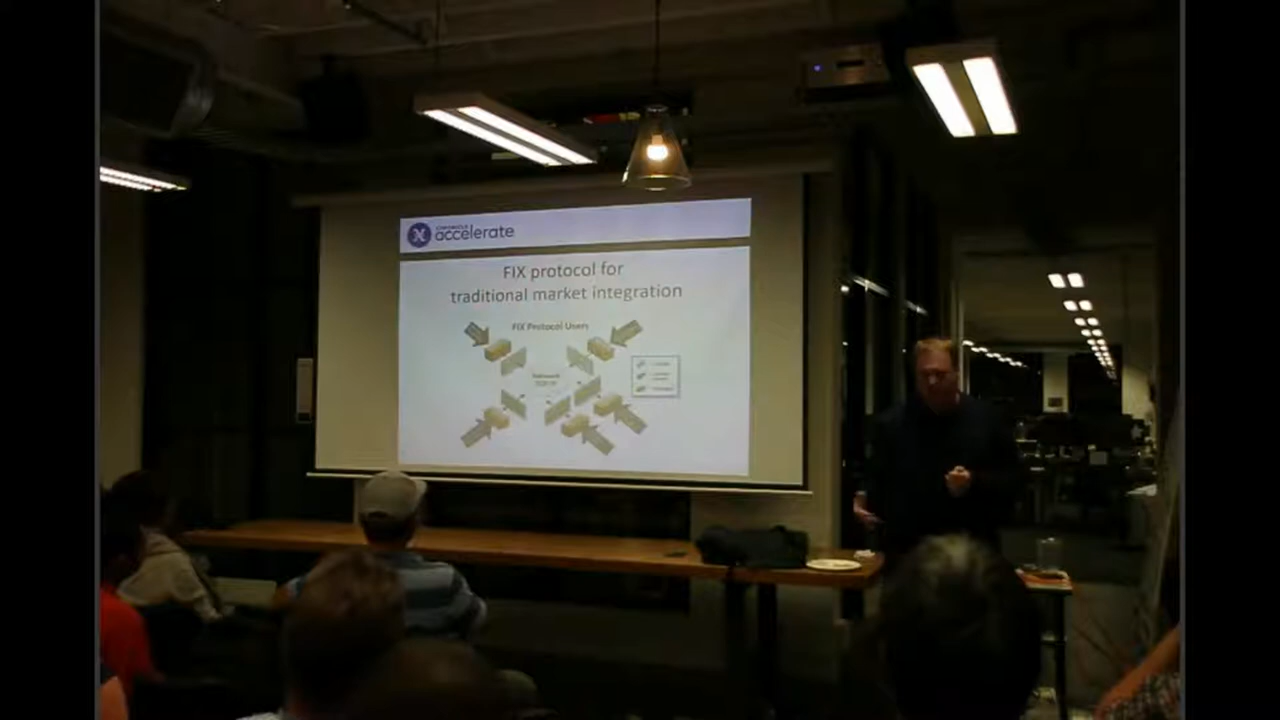 accelerate
FIX protocol for
traditional market integration
FIX Protocol Users